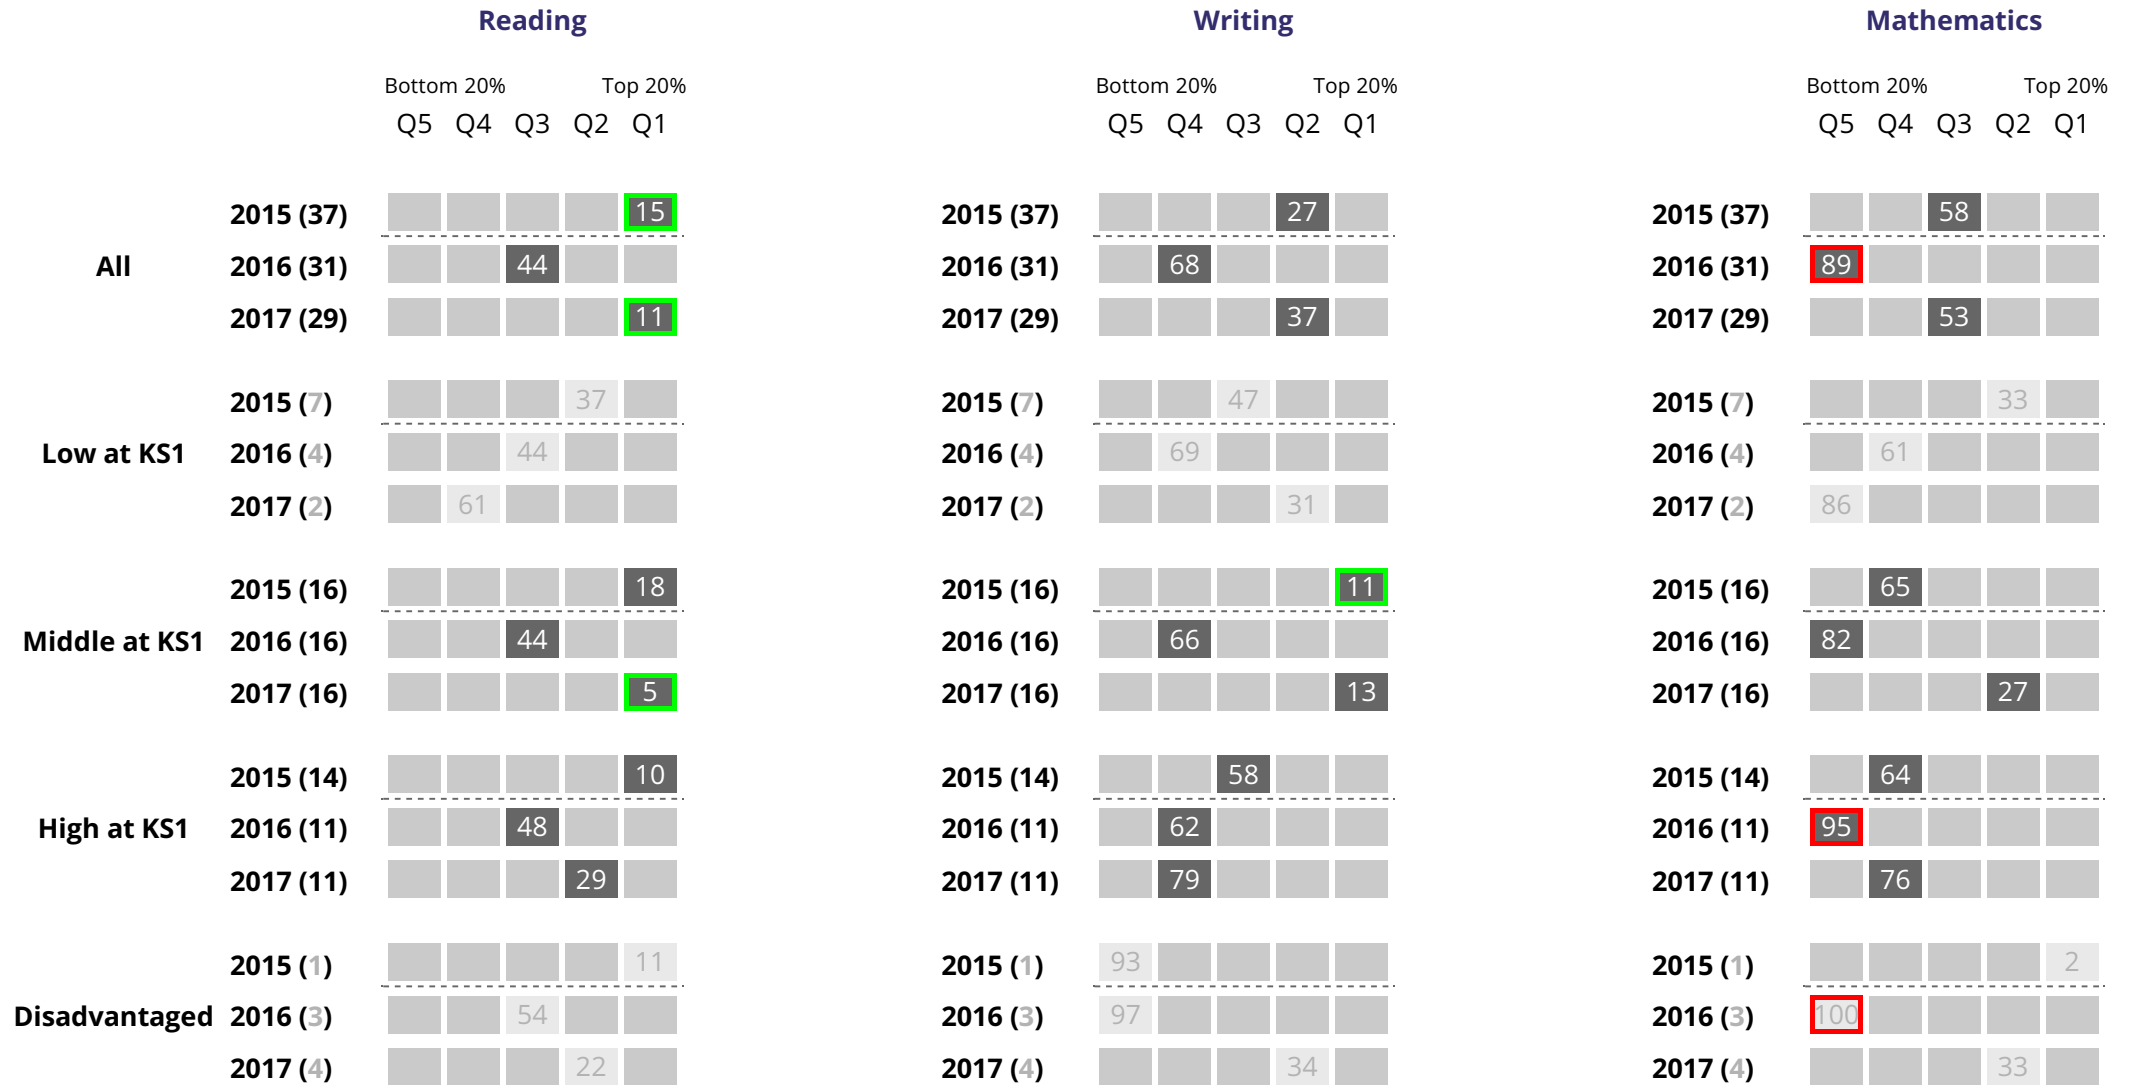 Reading Writing Mathematics
Bottom 20% Top 20% Bottom 20% Top 20% Bottom 20% Top 20%
Q5 Q4 Q3 Q2 Q1 Q5 Q4 Q3 Q2 Q1 Q5 Q4 Q3 Q2 Q1
2015 (37) 15 2015 (37) 27 2015 (37) 58
All 2016 (31) 44 2016 (31) 68 2016 (31) 89
2017 (29) 11 2017 (29) 37 2017 (29) 53
2015 (7) 37 2015 (7) 47 2015 (7) 33
Low at KS1 2016 (4) 44 2016 (4) 69 2016 (4) 61
2017 (2) 61 2017 (2) 31 2017 (2) 86
2015 (16) 18 2015 (16) 11 2015 (16) 65
Middle at KS1 2016 (16) 44 2016 (16) 66 2016 (16) 82
2017 (16) 5 2017 (16) 13 2017 (16) 27
2015 (14) 10 2015 (14) 58 2015 (14) 64
High at KS1 2016 (11) 48 2016 (11) 62 2016 (11) 95
2017 (11) 29 2017 (11) 79 2017 (11) 76
2015 (1) 11 2015 (1) 93 2015 (1) 2
Disadvantaged 2016 (3) 54 2016 (3) 97 2016 (3) 100
2017 (4) 22 2017 (4) 34 2017 (4) 33